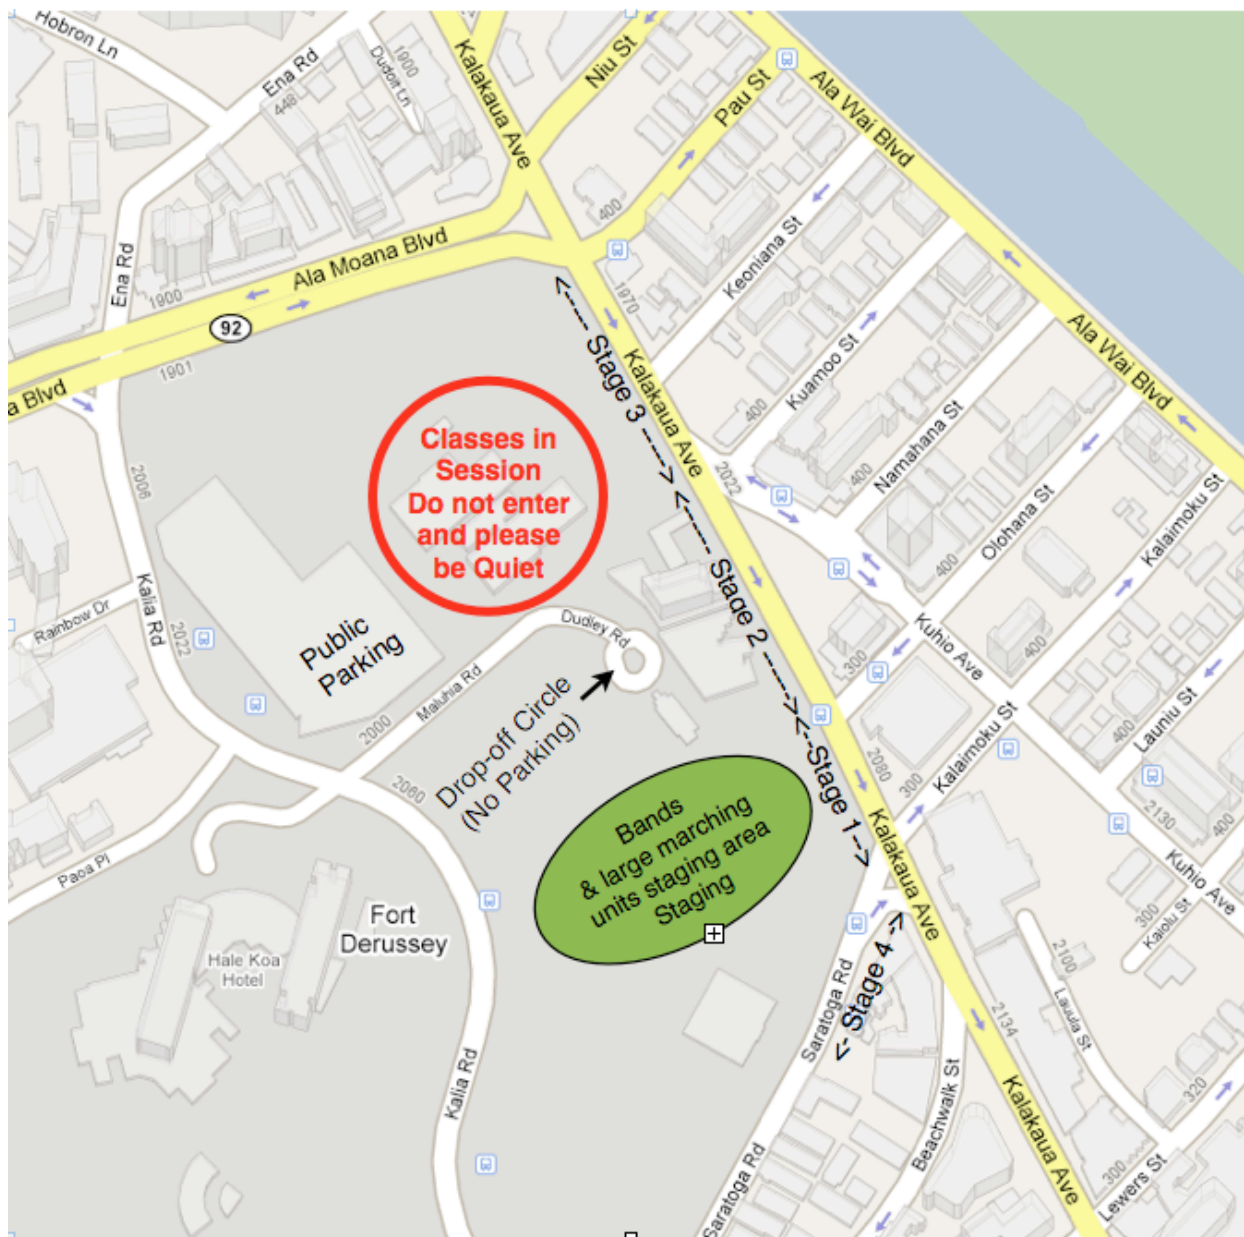 Hobron Ln
Ena Rd
448
Dudoit Ln
1900
Kalakaua Ave
Niu St
Pau St
Ala Wai Blvd
400
Keoniana St
Ena Rd
1900
Ala Moana Blvd
92
1901
a Blvd
1970
<----- Stage 3 ----->
Kalakaua Ave
400
Kuamoo St
Ala Wai Blvd
Namahana St
400
Olohana St
400
Kalaimoku St
Classes in
Session
Do not enter
and please
be Quiet
2006
2022
<----- Stage 2 ----->
Kalia Rd
Rainbow Dr
2022
Public
Parking
Dudley Rd
Maluhia Rd
2000
Drop-off Circle
(No Parking)
300
Kuhio Ave
400
Launiu St
400
Kalaimoku St
300
2080
<--Stage 1-->
2060
Bands
& large marching
units staging area
Staging
Kalakaua Ave
2130
400
Kuhio Ave
300
Kaiolu St
Paoa Pl
Fort
Derussey
Hale Koa
Hotel
<- Stage 4 ->
Saratoga Rd
2100
Lauula St
2134
320
Kalia Rd
Beachwalk St
Kalakaua Ave
300
Lewers St
Saratoga Rd